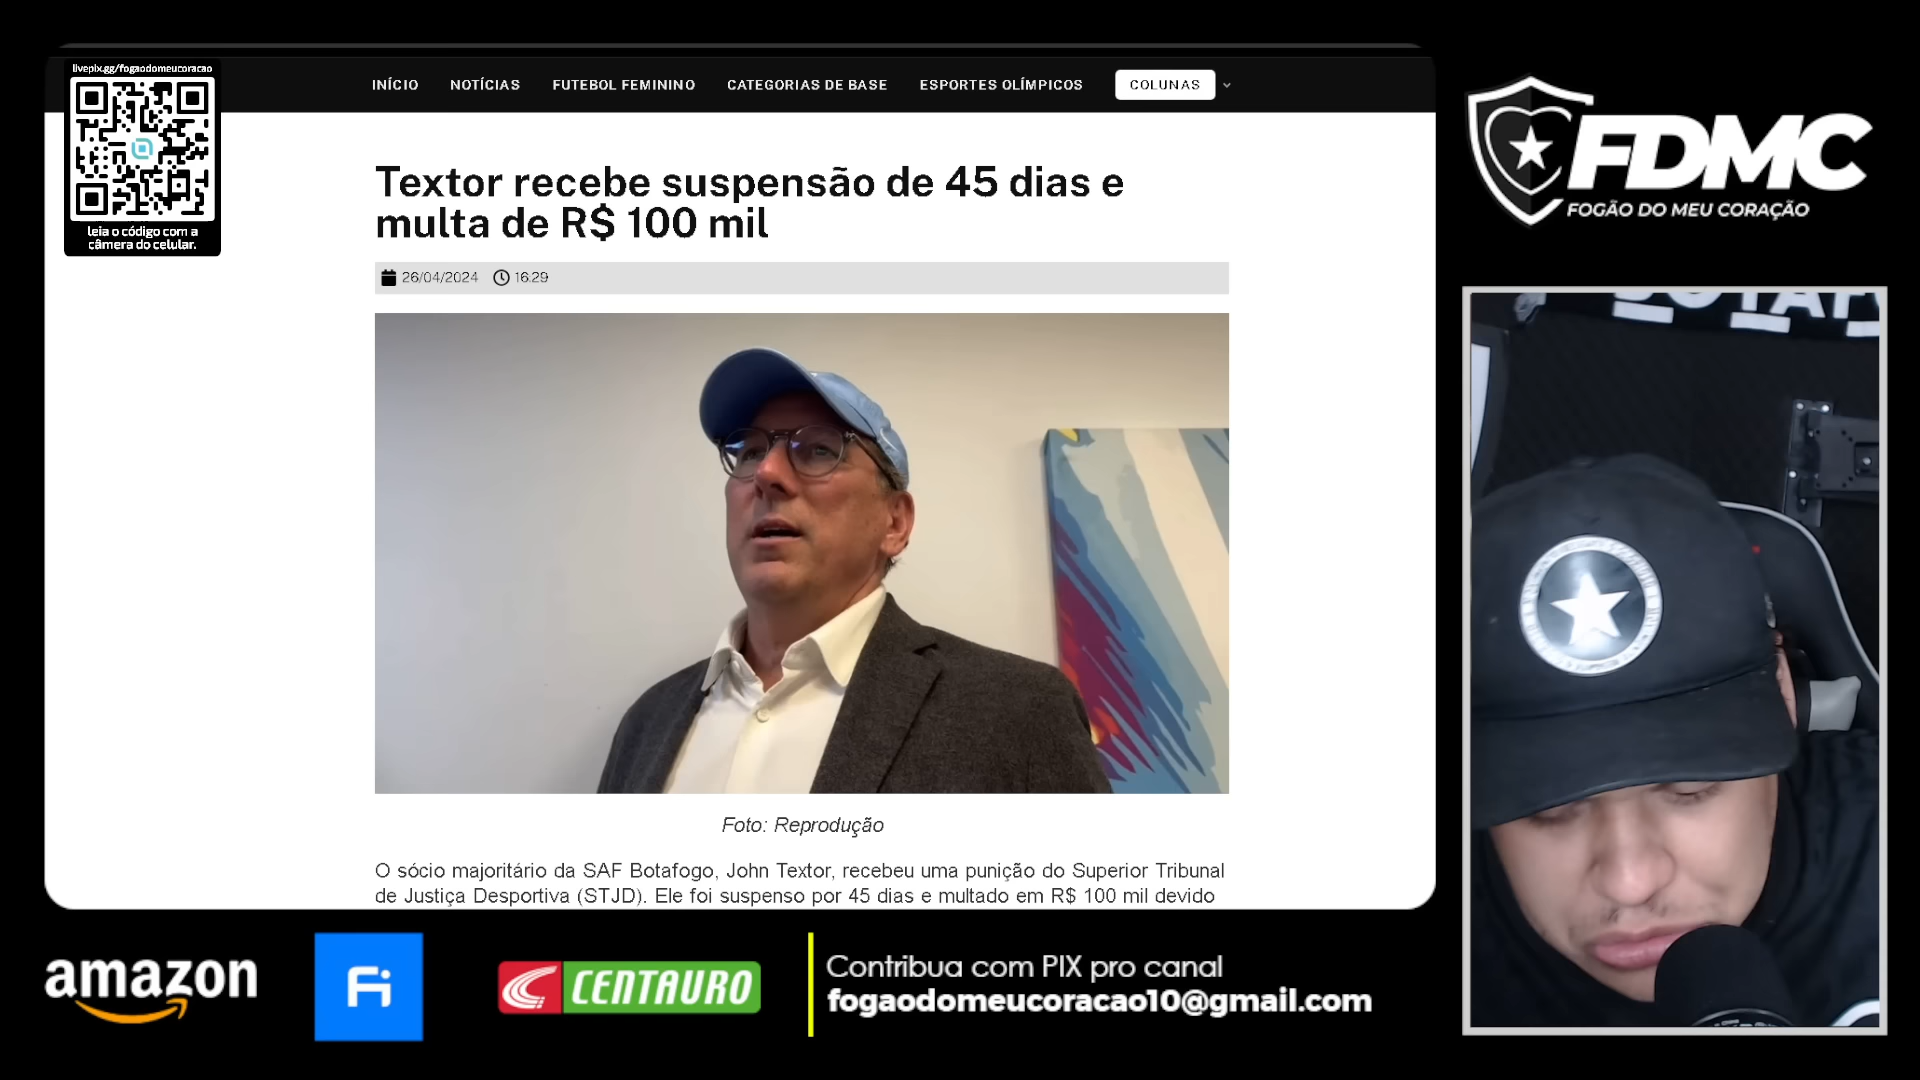 livepix.gg/fogaodomeucoracao
leia o código com a
câmera do celular.
INÍCIO NOTÍCIAS FUTEBOL FEMININO CATEGORIAS DE BASE ESPORTES OLÍMPICOS COLUNAS
Textor recebe suspensão de 45 dias e
multa de R$ 100 mil
26/04/2024 16:29
Foto: Reprodução
O sócio majoritário da SAF Botafogo, John Textor, recebeu uma punição do Superior Tribunal
de Justiça Desportiva (STJD). Ele foi suspenso por 45 dias e multado em R$ 100 mil devido
FDMC
FOGÃO DO MEU CORAÇÃO
amazon
Fi
CENTAURO
Contribua com PIX pro canal
fogaodomeucoracao10@gmail.com